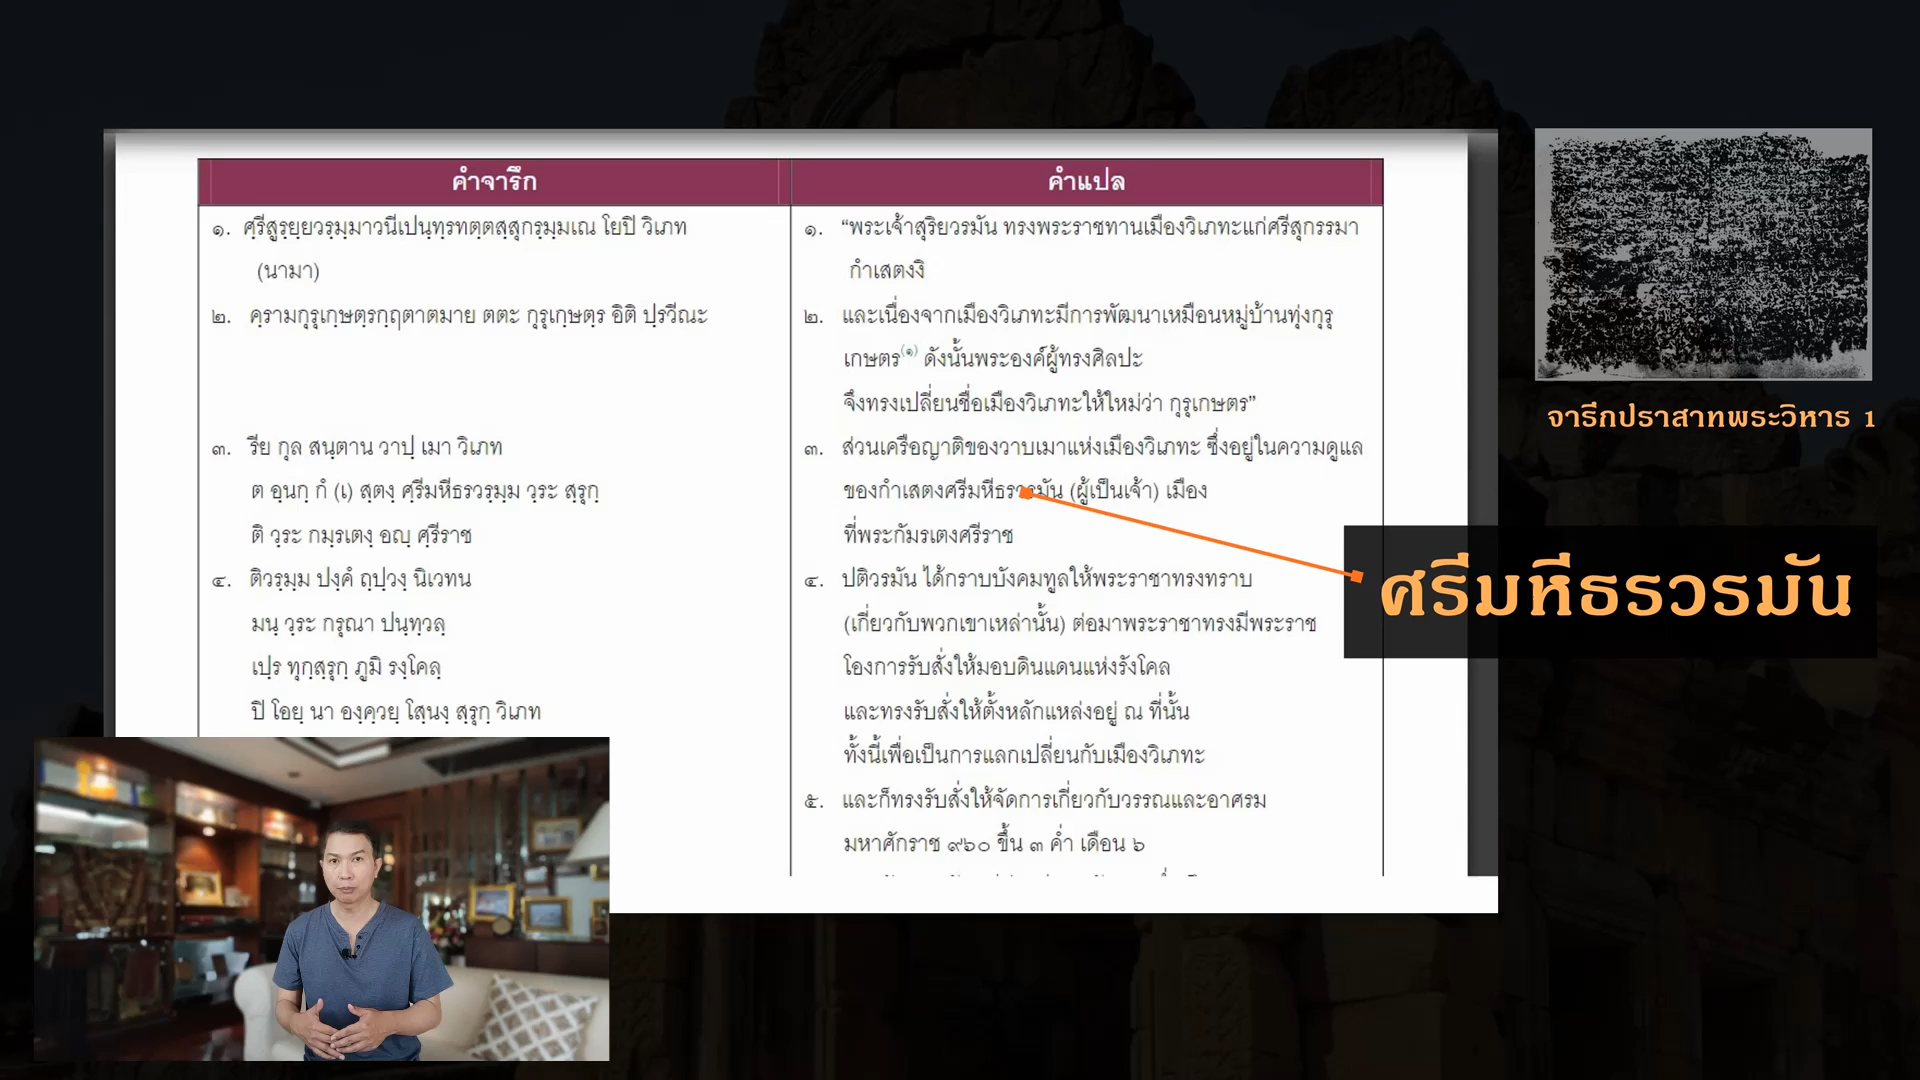 คำจารึก
คำแปล
๑. ศฺรีสูรฺยฺยวรฺมฺมาวนีเปนฺทฺรทตฺตสฺสุกรฺมฺมเณ โยปิ วิเภท
(นามา)
๒. คฺรามกุรุเกฺษตฺรกฺฤตาตมาย ตตะ กุรุเกฺษตฺร อิติ ปฺรวีณะ
๓. รีย กุล สนฺตาน วาปฺ เมา วิเภท
ต อฺนกฺ กํ (เ) สฺตงฺ ศฺรีมหีธรวรฺมฺม วฺระ สฺรุกฺ
ติ วฺระ กมฺรเตงฺ อญฺ ศฺรีราช
๔. ติวรฺมฺม ปงฺคํ ถฺปฺวงฺ นิเวทน
มนฺ วฺระ กรุณา ปนฺทฺวลฺ
เปฺร ทุกฺสฺรุกฺ ภูมิ รงฺโคลฺ
ปิ โอยฺ นา องฺคฺวยฺ โสฺนงฺ สฺรุกฺ วิเภท
๑. “พระเจ้าสุริยวรมัน ทรงพระราชทานเมืองวิเภทะแก่ศรีสุกรรมา
กำเสตงงิ
๒. และเนื่องจากเมืองวิเภทะมีการพัฒนาเหมือนหมู่บ้านทุ่งกุรุ
เกษตร(๑) ดังนั้นพระองค์ผู้ทรงศิลปะ
จึงทรงเปลี่ยนชื่อเมืองวิเภทะให้ใหม่ว่า กุรุเกษตร”
๓. ส่วนเครือญาติของวาบเมาแห่งเมืองวิเภทะ ซึ่งอยู่ในความดูแล
ของกำเสตงศรีมหีธรวรมัน (ผู้เป็นเจ้า) เมือง
ที่พระกัมรเตงศรีราช
๔. ปติวรมัน ได้กราบบังคมทูลให้พระราชาทรงทราบ
(เกี่ยวกับพวกเขาเหล่านั้น) ต่อมาพระราชาทรงมีพระราช
โองการรับสั่งให้มอบดินแดนแห่งรังโคล
และทรงรับสั่งให้ตั้งหลักแหล่งอยู่ ณ ที่นั้น
ทั้งนี้เพื่อเป็นการแลกเปลี่ยนกับเมืองวิเภทะ
๕. และก็ทรงรับสั่งให้จัดการเกี่ยวกับวรรณและอาศรม
มหาศักราช ๙๖๐ ขึ้น ๓ ค่ำ เดือน ๖
จารึกปราสาทพระวิหาร 1
ศรีมหีธรวรมัน